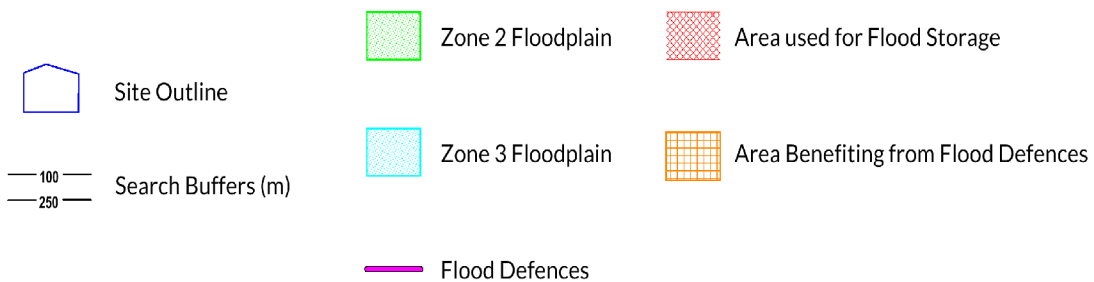 Site Outline
100
250
Search Buffers (m)
Zone 2 Floodplain
Zone 3 Floodplain
Flood Defences
Area used for Flood Storage
Area Benefiting from Flood Defences